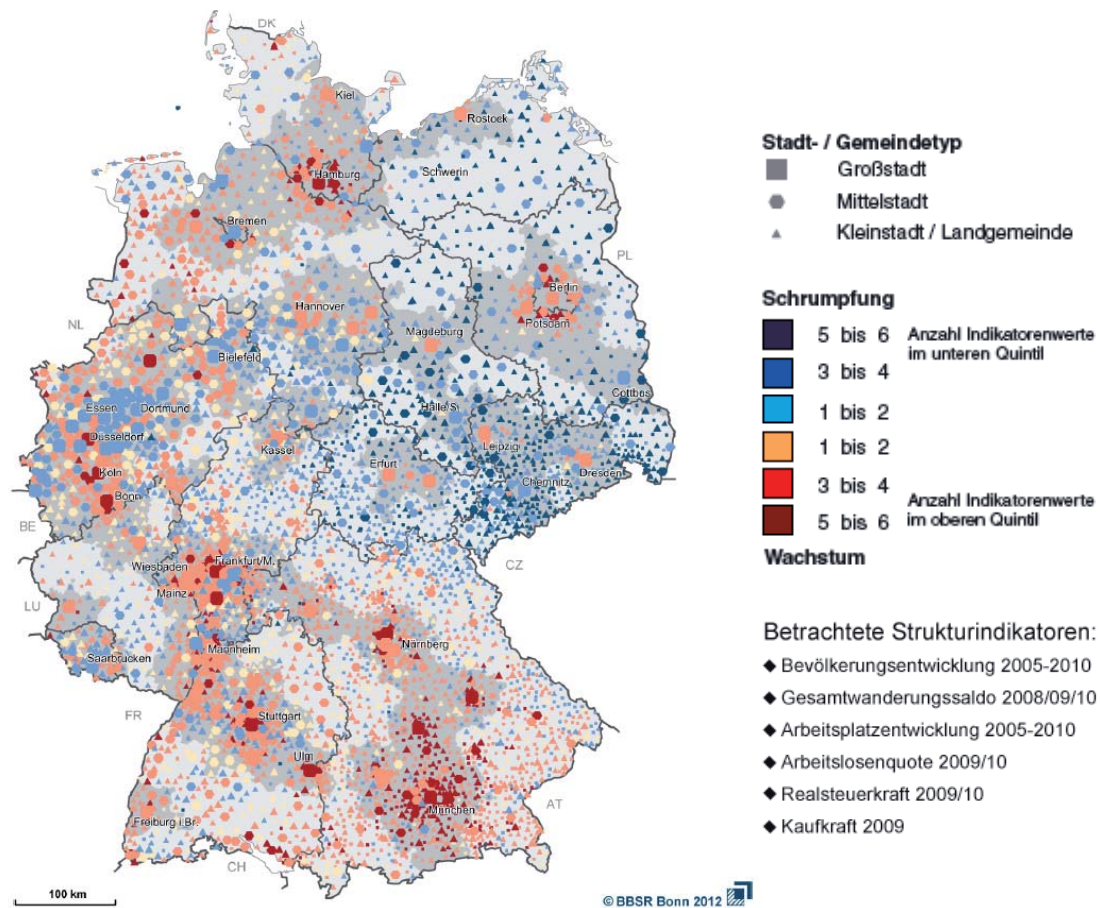 DK
Kiel
Rostock
Hamburg
Schwerin
Bremen
PL
Berlin
Hannover
Potsdam
NL
Magdeburg
Bielefeld
Cottbus
Essen
Dortmund
Halle S.
Düsseldorf
Leipzig
Kassel
Köln
Erfurt
Dresden
Chemnitz
Bonn
BE
Wiesbaden
Frankfurt/M.
CZ
Mainz
LU
Nürnberg
Mannheim
Saarbrücken
FR
Stuttgart
Ulm
München
AT
Freiburg i.Br.
CH
100 km
© BBSR Bonn 2012
Stadt- / Gemeindetyp
Großstadt
Mittelstadt
Kleinstadt / Landgemeinde
Schrumpfung
5 bis 6 Anzahl Indikatorenwerte
im unteren Quintil
3 bis 4
1 bis 2
1 bis 2
3 bis 4
Anzahl Indikatorenwerte
5 bis 6 im oberen Quintil
Wachstum
Betrachtete Strukturindikatoren:
◆ Bevölkerungsentwicklung 2005-2010
◆ Gesamtwanderungssaldo 2008/09/10
◆ Arbeitsplatzentwicklung 2005-2010
◆ Arbeitslosenquote 2009/10
◆ Realsteuerkraft 2009/10
◆ Kaufkraft 2009